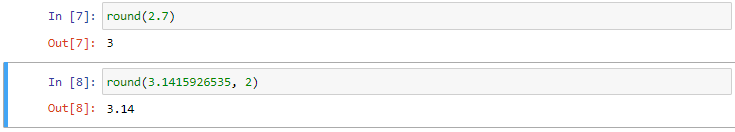 In [7]: round(2.7)
Out[7]: 3
In [8]: round(3.1415926535, 2)
Out[8]: 3.14